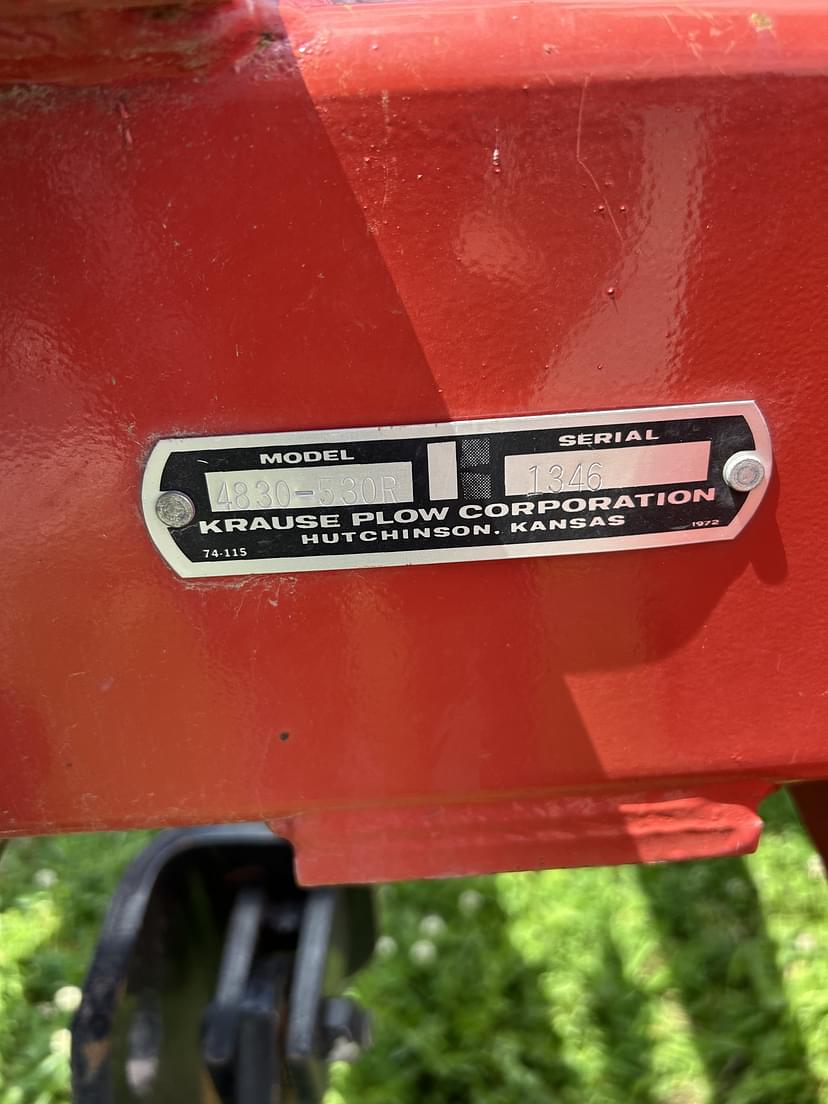 MODEL SERIAL
4830-530R 1346
KRAUSE PLOW CORPORATION
HUTCHINSON, KANSAS
74-115 1972